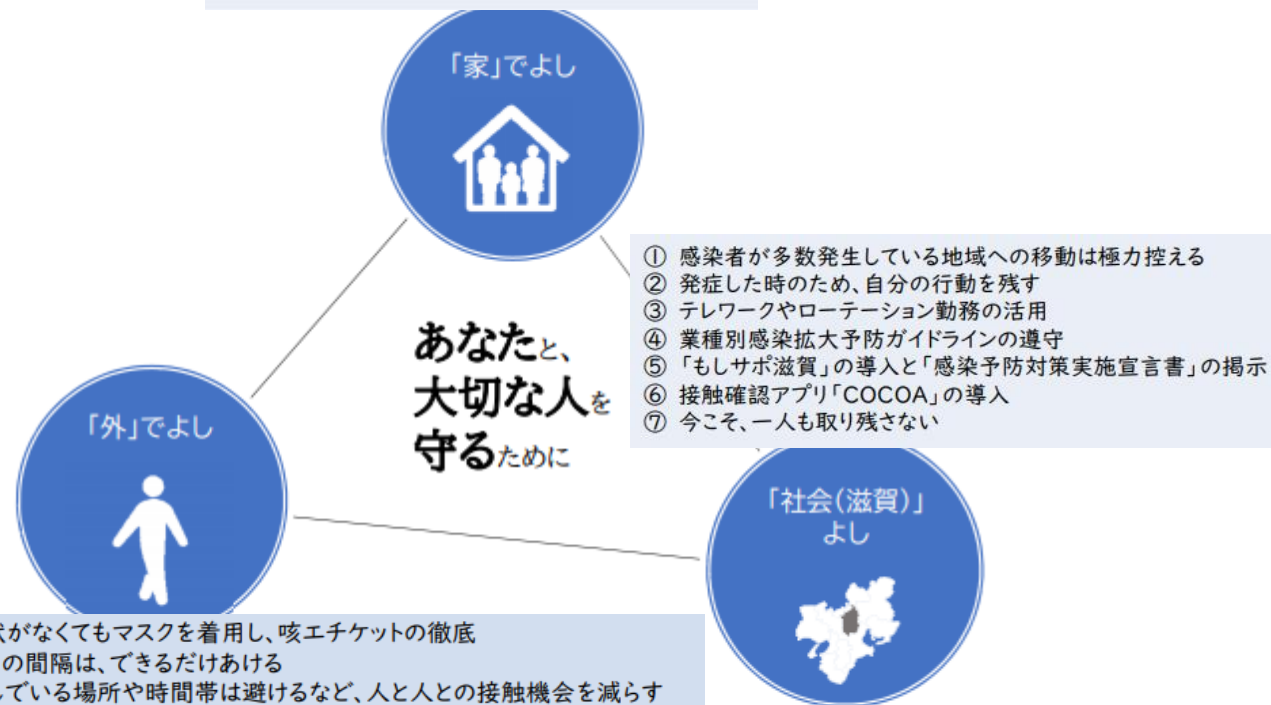 「家」でよし
① 感染者が多数発生している地域への移動は極力控える
② 発症した時のため、自分の行動を残す
③ テレワークやローテーション勤務の活用
④ 業種別感染拡大予防ガイドラインの遵守
⑤ 「もしサポ滋賀」の導入と「感染予防対策実施宣言書」の掲示
⑥ 接触確認アプリ「COCOA」の導入
⑦ 今こそ、一人も取り残さない
あなたと、
大切な人を
守るために
「外」でよし
「社会(滋賀)」
よし
がなくてもマスクを着用し、咳エチケットの徹底
の間隔は、できるだけあける
している場所や時間帯は避けるなど、人と人との接触機会を減らす